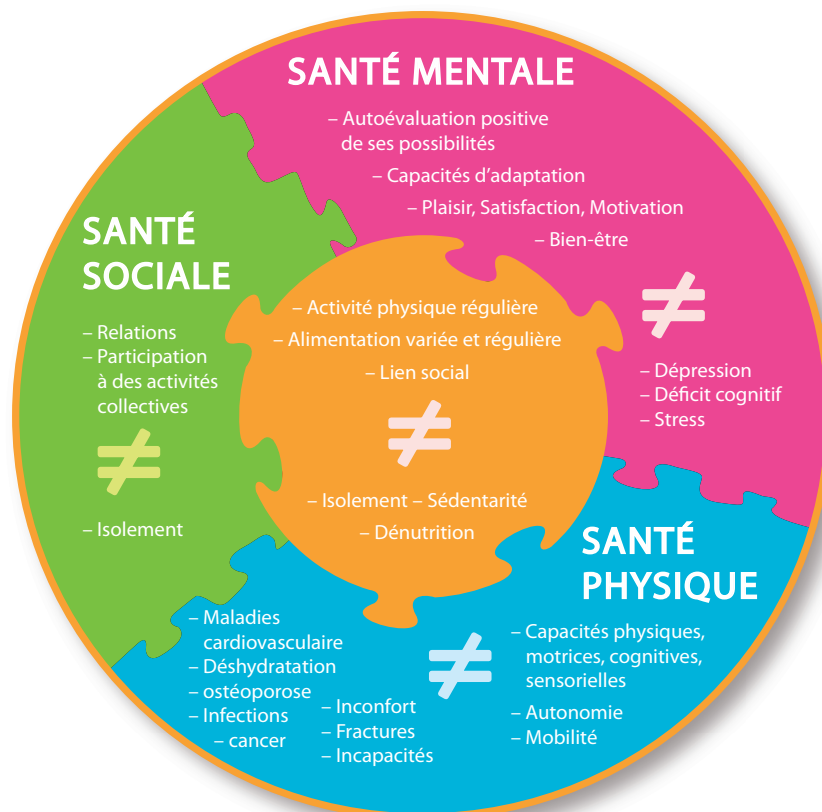 SANTÉ MENTALE
– Autoévaluation positive
de ses possibilités
– Capacités d’adaptation
– Plaisir, Satisfaction, Motivation
– Bien-être
≠
– Dépression
– Déficit cognitif
– Stress
SANTÉ
SOCIALE
– Relations
– Participation
à des activités
collectives
≠
– Isolement
– Activité physique régulière
– Alimentation variée et régulière
– Lien social
≠
– Isolement – Sédentarité
– Dénutrition
SANTÉ
PHYSIQUE
– Capacités physiques,
motrices, cognitives,
sensorielles
– Autonomie
– Mobilité
≠
– Maladies
cardiovasculaire
– Déshydratation
– ostéoporose
– Infections
– cancer
– Inconfort
– Fractures
– Incapacités